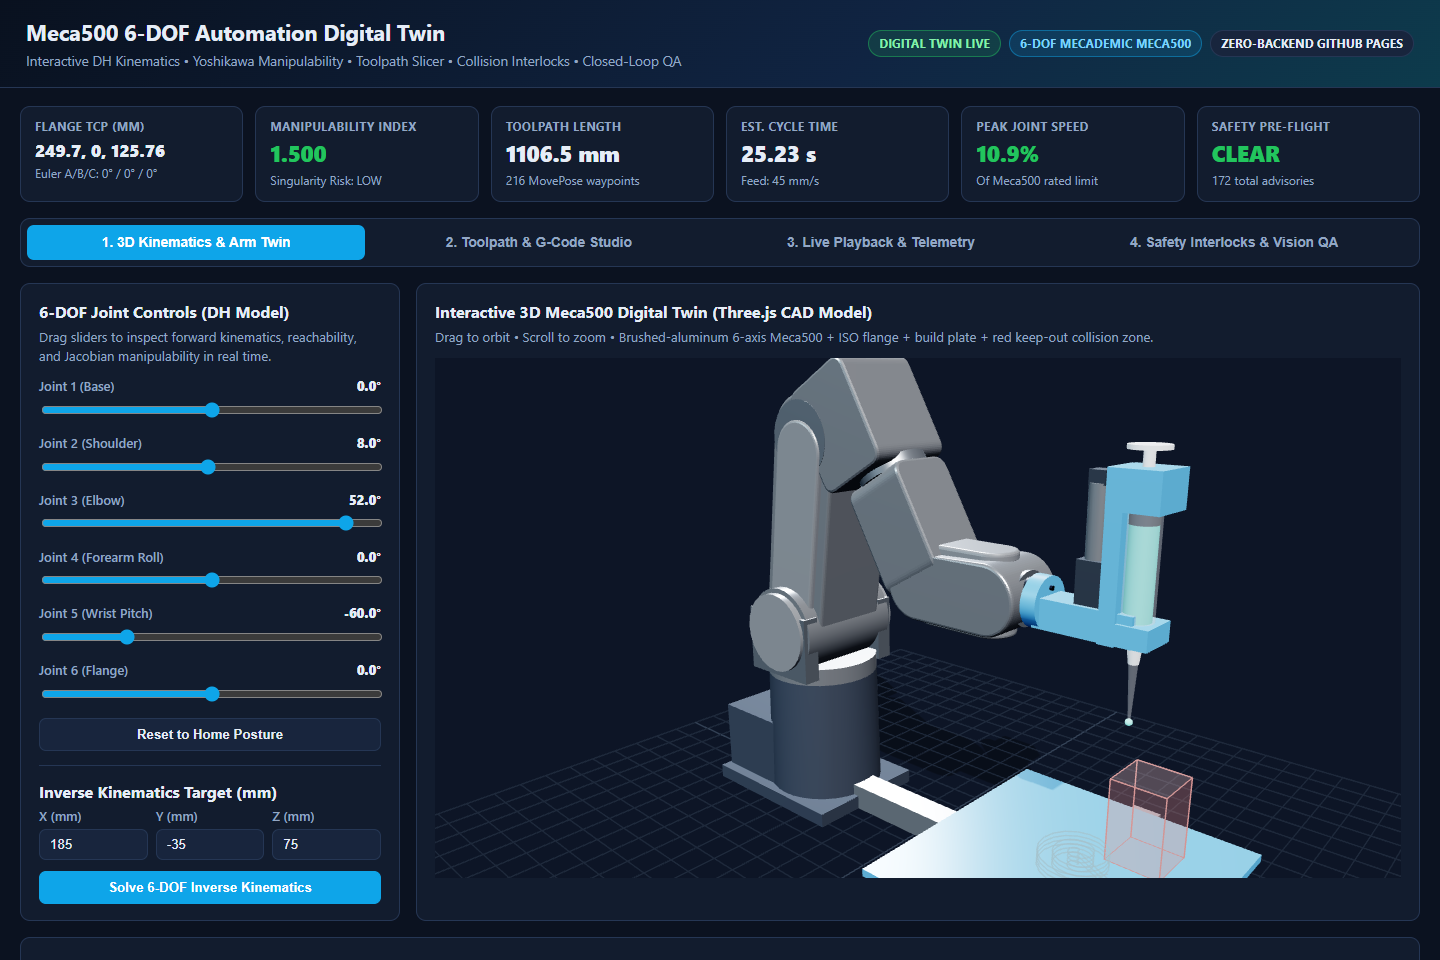 Meca500 6-DOF Automation Digital Twin
Interactive DH Kinematics • Yoshikawa Manipulability • Toolpath Slicer • Collision Interlocks • Closed-Loop QA
DIGITAL TWIN LIVE
6-DOF MECADEMIC MECA500
ZERO-BACKEND GITHUB PAGES
FLANGE TCP (MM)
249.7, 0, 125.76
Euler A/B/C: 0° / 0° / 0°
MANIPULABILITY INDEX
1.500
Singularity Risk: LOW
TOOLPATH LENGTH
1106.5 mm
216 MovePose waypoints
EST. CYCLE TIME
25.23 s
Feed: 45 mm/s
PEAK JOINT SPEED
10.9%
Of Meca500 rated limit
SAFETY PRE-FLIGHT
CLEAR
172 total advisories
1. 3D Kinematics & Arm Twin
2. Toolpath & G-Code Studio
3. Live Playback & Telemetry
4. Safety Interlocks & Vision QA
6-DOF Joint Controls (DH Model)
Drag sliders to inspect forward kinematics, reachability,
and Jacobian manipulability in real time.
Joint 1 (Base) 0.0°
Joint 2 (Shoulder) 8.0°
Joint 3 (Elbow) 52.0°
Joint 4 (Forearm Roll) 0.0°
Joint 5 (Wrist Pitch) -60.0°
Joint 6 (Flange) 0.0°
Reset to Home Posture
Inverse Kinematics Target (mm)
X (mm) Y (mm) Z (mm)
185 -35 75
Solve 6-DOF Inverse Kinematics
Interactive 3D Meca500 Digital Twin (Three.js CAD Model)
Drag to orbit • Scroll to zoom • Brushed-aluminum 6-axis Meca500 + ISO flange + build plate + red keep-out collision zone.